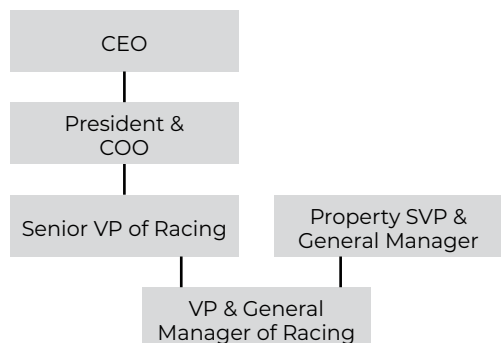 CEO
President &
COO
Senior VP of Racing
Property SVP &
General Manager
VP & General
Manager of Racing